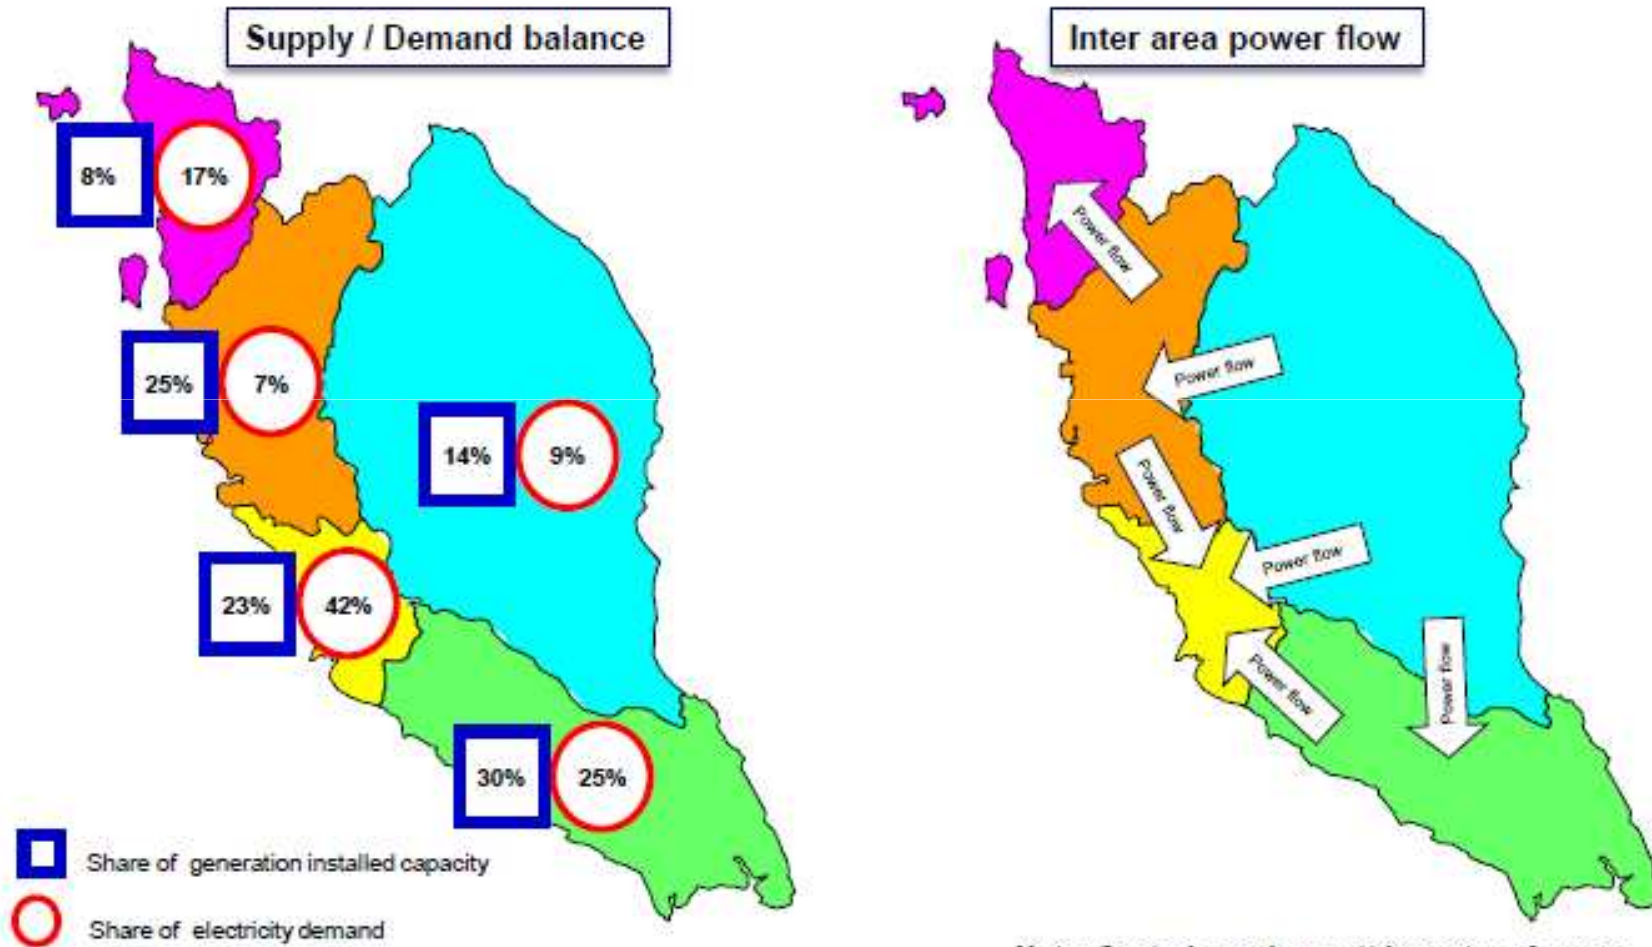 Supply / Demand balance
8%
17%
25%
7%
14%
9%
23%
42%
30%
25%
Share of generation installed capacity
Share of electricity demand
Inter area power flow
Power flow
Power flow
Power flow
Power flow
Power flow
Power flow